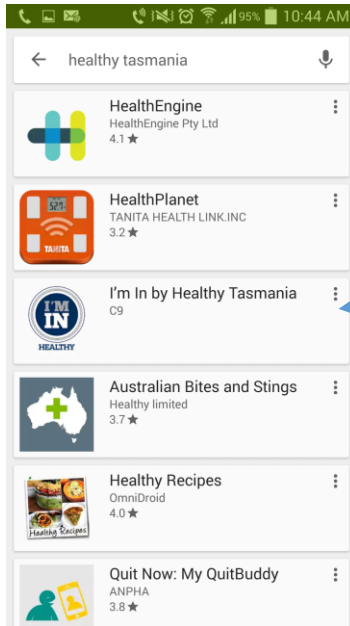 95% 10:44 AM
healthy tasmania
HealthEngine
HealthEngine Pty Ltd
4.1 ★
HealthPlanet
TANITA HEALTH LINK.INC
3.2 ★
TANITA
I'm In by Healthy Tasmania
C9
I'M
IN
HEALTHY
Australian Bites and Stings
Healthy limited
3.7 ★
Healthy Recipes
OmniDroid
4.0 ★
Healthy Recipes
Quit Now: My QuitBuddy
ANPHA
3.8 ★